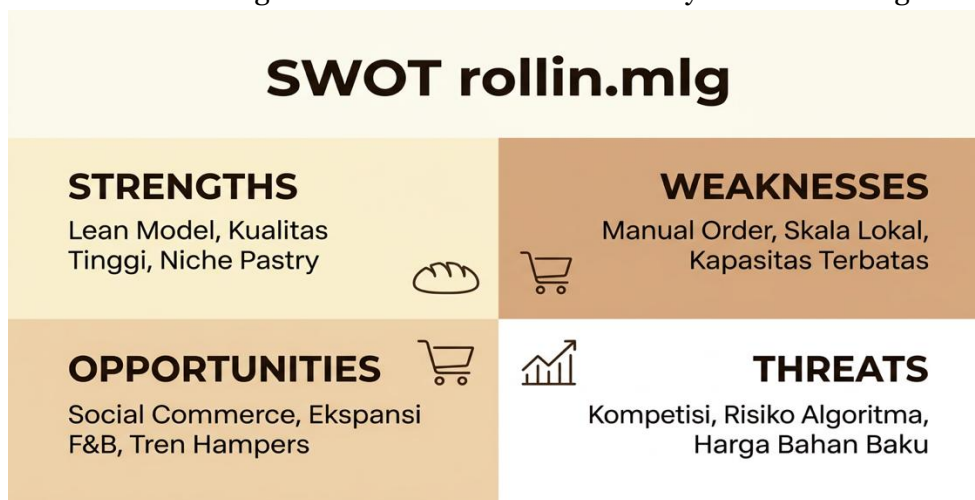 SWOT rollin.mlg
STRENGTHS
Lean Model, Kualitas
Tinggi, Niche Pastry
WEAKNESSES
Manual Order, Skala Lokal,
Kapasitas Terbatas
OPPORTUNITIES
Social Commerce, Ekspansi
F&B, Tren Hampers
THREATS
Kompetisi, Risiko Algoritma,
Harga Bahan Baku